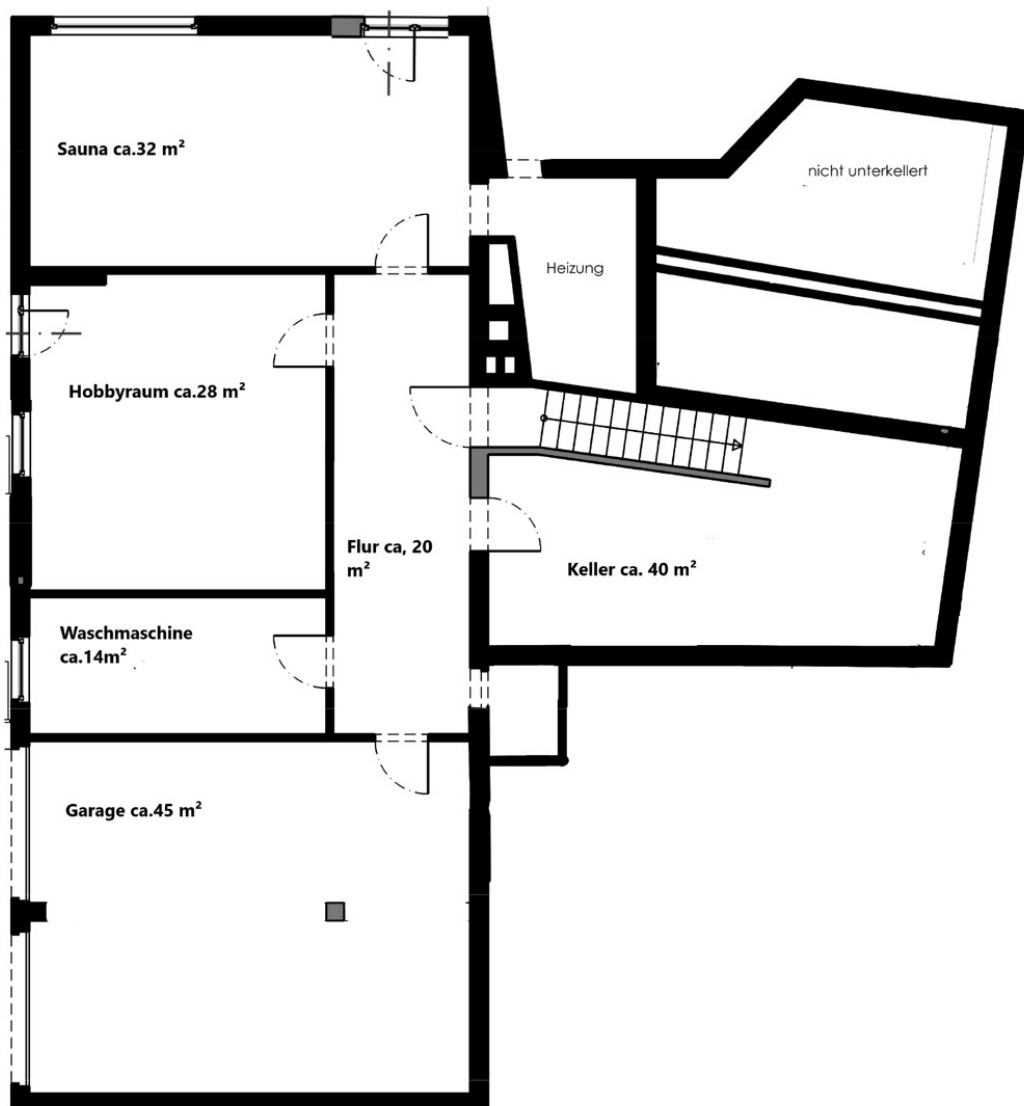 Sauna ca.32 m²
nicht unterkellert
Heizung
Hobbyraum ca.28 m²
Flur ca, 20
m²
Keller ca. 40 m²
Waschmaschine
ca.14m²
Garage ca.45 m²